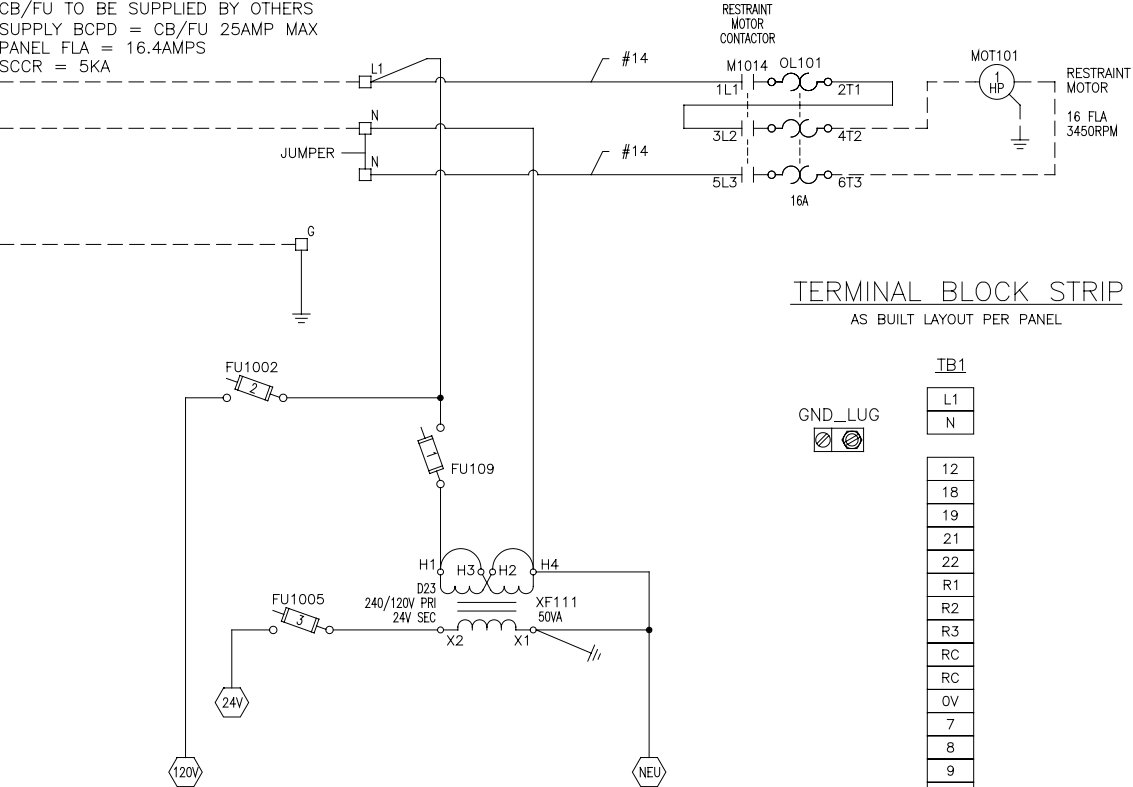 CB/FU TO BE SUPPLIED BY OTHERS
SUPPLY BCPD = CB/FU 25AMP MAX
PANEL FLA = 16.4AMPS
SCCR = 5KA
RESTRAINT
MOTOR
CONTACTOR
L1
#14
M1014
OL101
1L1
2T1
MOT101
1
HP
RESTRAINT
MOTOR
16 FLA
3450RPM
N
JUMPER
N
#14
3L2
4T2
5L3
6T3
16A
G
TERMINAL BLOCK STRIP
AS BUILT LAYOUT PER PANEL
FU1002
2
1
FU109
GND_LUG
TB1
L1
N
12
18
19
21
22
R1
R2
R3
RC
RC
0V
7
8
9
H1
H3
H2
H4
D23
240/120V PRI
24V SEC
XF111
50VA
FU1005
3
X2
X1
24V
120V
NEU